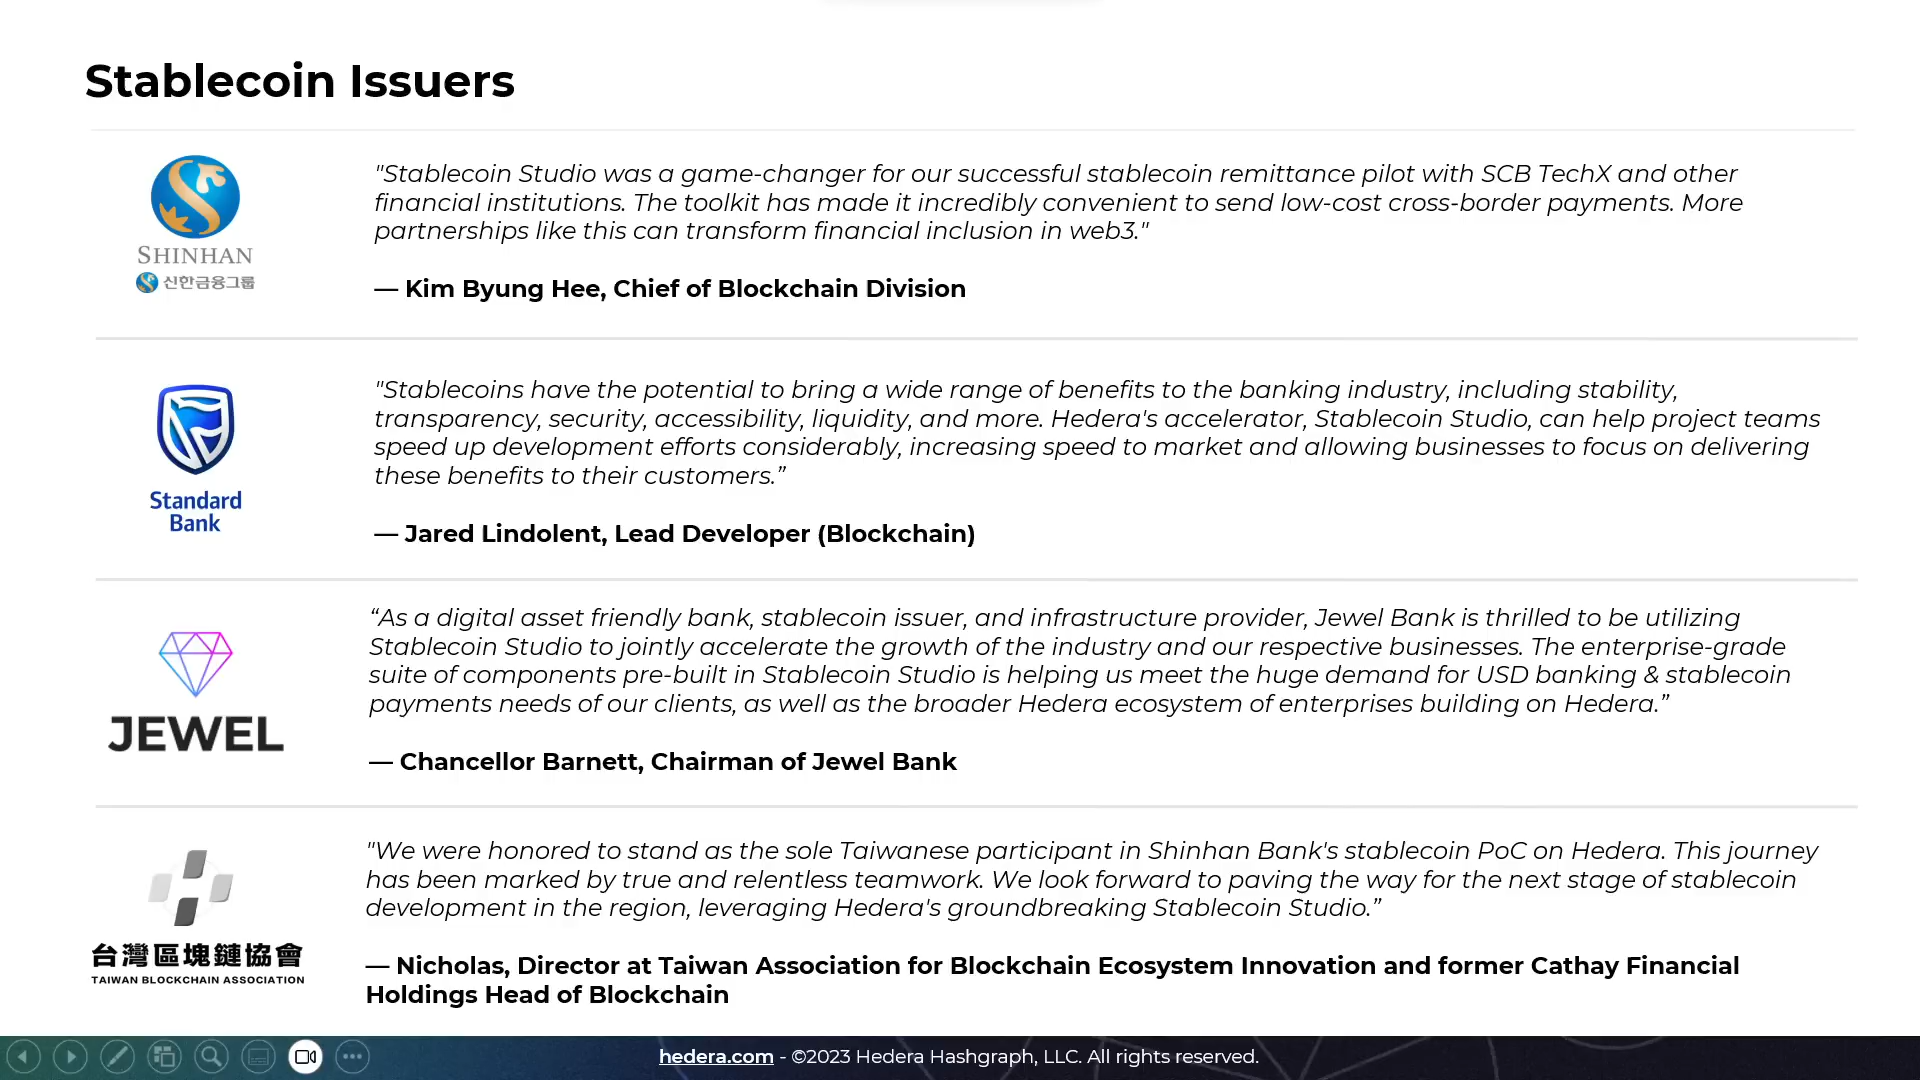 Stablecoin Issuers
SHINHAN
신한금융그룹
"Stablecoin Studio was a game-changer for our successful stablecoin remittance pilot with SCB TechX and other
financial institutions. The toolkit has made it incredibly convenient to send low-cost cross-border payments. More
partnerships like this can transform financial inclusion in web3."
— Kim Byung Hee, Chief of Blockchain Division
Standard
Bank
"Stablecoins have the potential to bring a wide range of benefits to the banking industry, including stability,
transparency, security, accessibility, liquidity, and more. Hedera's accelerator, Stablecoin Studio, can help project teams
speed up development efforts considerably, increasing speed to market and allowing businesses to focus on delivering
these benefits to their customers.”
— Jared Lindolent, Lead Developer (Blockchain)
JEWEL
“As a digital asset friendly bank, stablecoin issuer, and infrastructure provider, Jewel Bank is thrilled to be utilizing
Stablecoin Studio to jointly accelerate the growth of the industry and our respective businesses. The enterprise-grade
suite of components pre-built in Stablecoin Studio is helping us meet the huge demand for USD banking & stablecoin
payments needs of our clients, as well as the broader Hedera ecosystem of enterprises building on Hedera.”
— Chancellor Barnett, Chairman of Jewel Bank
台灣區塊鏈協會
TAIWAN BLOCKCHAIN ASSOCIATION
"We were honored to stand as the sole Taiwanese participant in Shinhan Bank's stablecoin PoC on Hedera. This journey
has been marked by true and relentless teamwork. We look forward to paving the way for the next stage of stablecoin
development in the region, leveraging Hedera's groundbreaking Stablecoin Studio.”
— Nicholas, Director at Taiwan Association for Blockchain Ecosystem Innovation and former Cathay Financial
Holdings Head of Blockchain
hedera.com - ©2023 Hedera Hashgraph, LLC. All rights reserved.